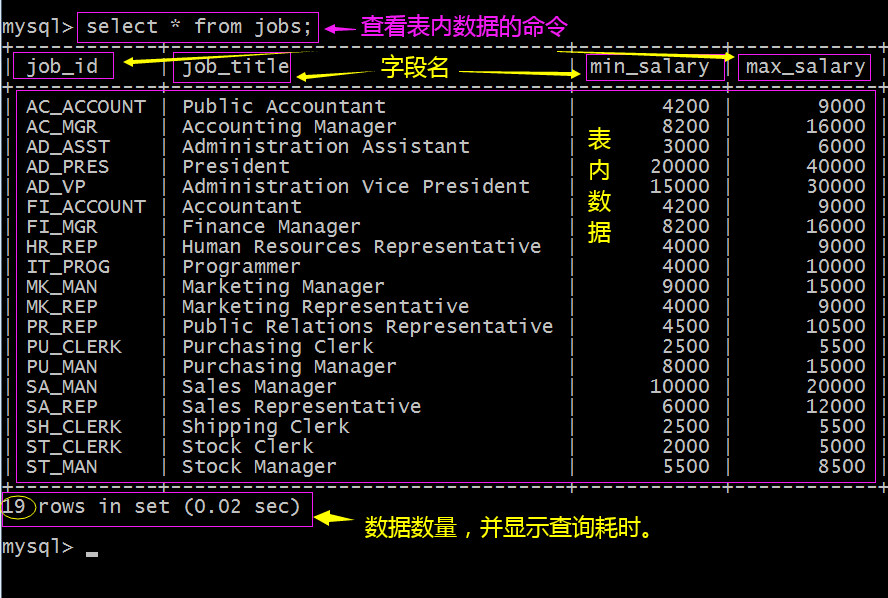 mysql> select * from jobs; 查看表内数据的命令
job_id | job_title 字段名 | min_salary | max_salary
AC_ACCOUNT | Public Accountant | 4200 | 9000
AC_MGR | Accounting Manager | 8200 | 16000
AD_ASST | Administration Assistant | 3000 | 6000
AD_PRES | President | 20000 | 40000
AD_VP | Administration Vice President | 15000 | 30000
FI_ACCOUNT | Accountant | 4200 | 9000
FI_MGR | Finance Manager | 8200 | 16000
HR_REP | Human Resources Representative | 4000 | 9000
IT_PROG | Programmer | 4000 | 10000
MK_MAN | Marketing Manager | 9000 | 15000
MK_REP | Marketing Representative | 4000 | 9000
PR_REP | Public Relations Representative | 4500 | 10500
PU_CLERK | Purchasing Clerk | 2500 | 5500
PU_MAN | Purchasing Manager | 8000 | 15000
SA_MAN | Sales Manager | 10000 | 20000
SA_REP | Sales Representative | 6000 | 12000
SH_CLERK | Shipping Clerk | 2500 | 5500
ST_CLERK | Stock Clerk | 2000 | 5000
ST_MAN | Stock Manager | 5500 | 8500
表内数据
19 rows in set (0.02 sec)
数据数量，并显示查询耗时。
mysql> _